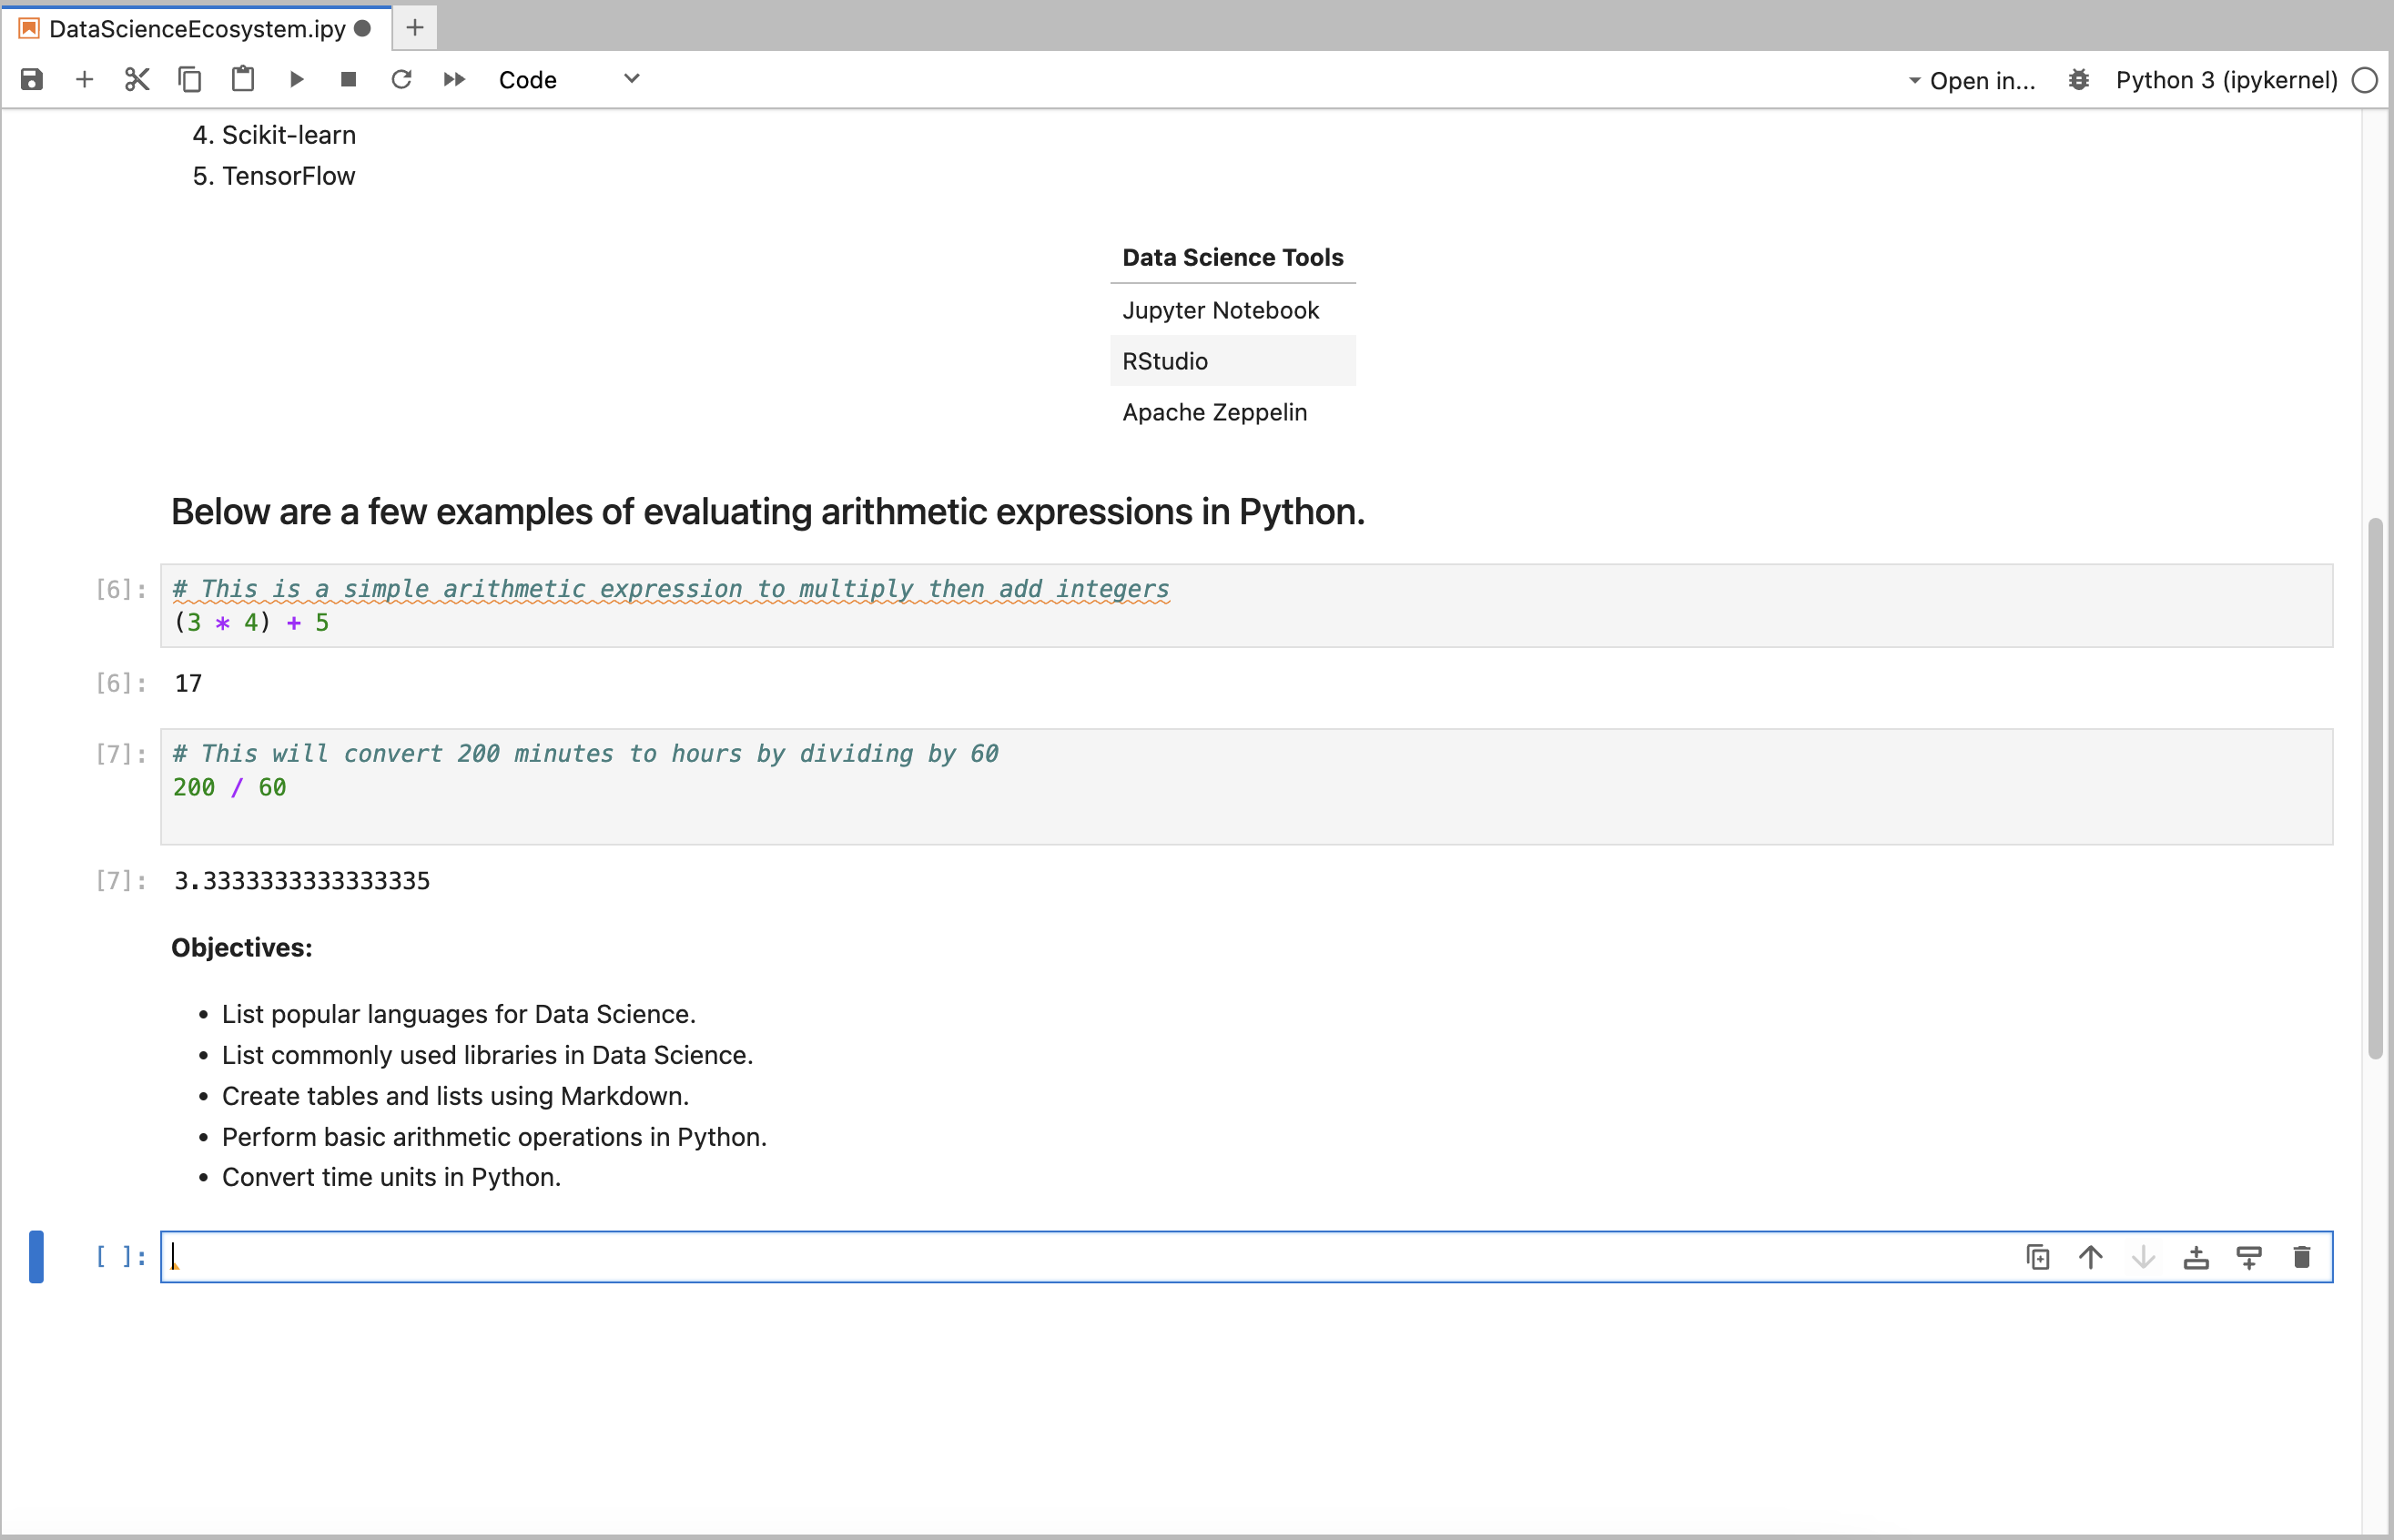 DataScienceEcosystem.ipy
Code
Open in...
Python 3 (ipykernel)
4. Scikit-learn
5. TensorFlow
Data Science Tools
Jupyter Notebook
RStudio
Apache Zeppelin
Below are a few examples of evaluating arithmetic expressions in Python.
[6]: # This is a simple arithmetic expression to multiply then add integers
(3 * 4) + 5
[6]: 17
[7]: # This will convert 200 minutes to hours by dividing by 60
200 / 60
[7]: 3.3333333333333335
Objectives:
• List popular languages for Data Science.
• List commonly used libraries in Data Science.
• Create tables and lists using Markdown.
• Perform basic arithmetic operations in Python.
• Convert time units in Python.
[ ]: